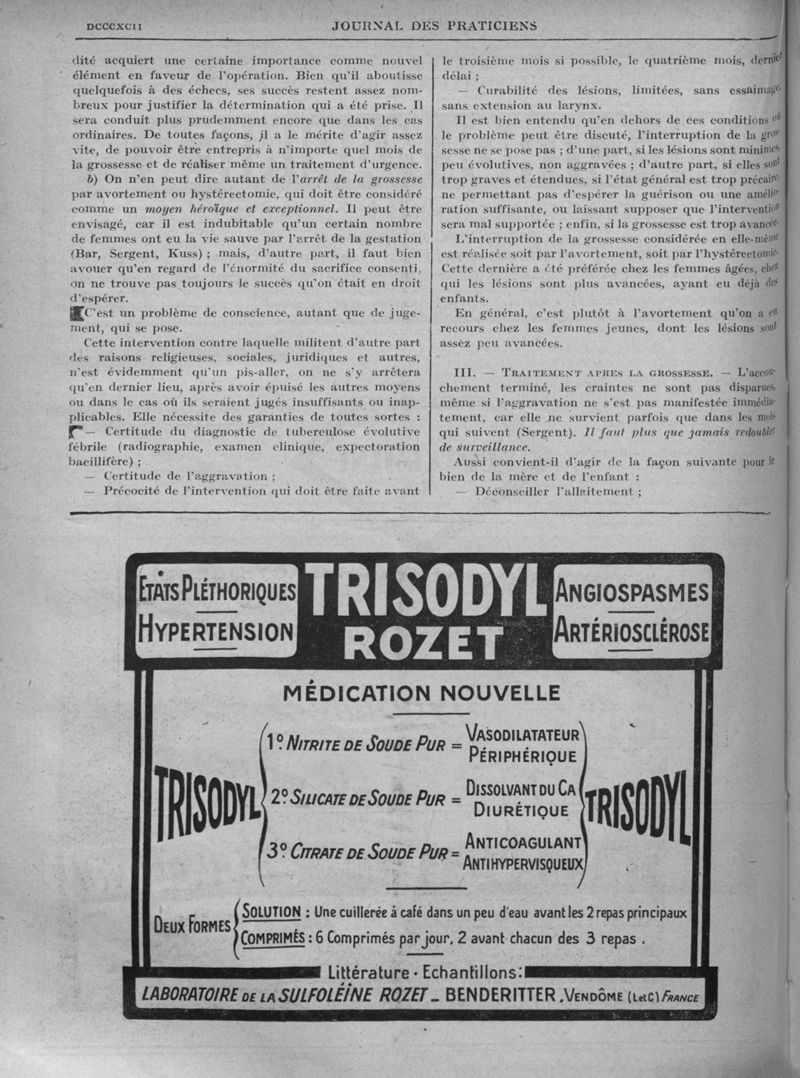 DCCCXCII
JOURNAL DES PRATICIENS
dité acquiert une certaine importance comme nouvel
élément en faveur de l'opération. Bien qu'il aboutisse
quelquefois à des échecs, ses succès restent assez nom-
breux pour justifier la détermination qui a été prise. Il
sera conduit plus prudemment encore que dans les cas
ordinaires. De toutes façons, il a le mérite d'agir assez
vite, de pouvoir être entrepris à n'importe quel mois de
la grossesse et de réaliser même un traitement d'urgence.
b) On n'en peut dire autant de l'arrêt de la grossesse
par avortement ou hystérectomie, qui doit être considéré
comme un moyen héroïque et exceptionnel. Il peut être
envisagé, car il est indubitable qu'un certain nombre
de femmes ont eu la vie sauve par l'arrêt de la gestation
(Bar, Sergent, Kuss) ; mais, d'autre part, il faut bien
avouer qu'en regard de l'énormité du sacrifice consenti
on ne trouve pas toujours le succès qu'on était en droit
d'espérer.
C'est un problème de conscience, autant que de juge-
ment, qui se pose.
Cette intervention contre laquelle militent d'autre part
des raisons religieuses, sociales, juridiques et autres,
n'est évidemment qu'un pis-aller, on ne s'y arrêtera
qu'en dernier lieu, après avoir épuisé les autres moyens
ou dans le cas où ils seraient jugés insuffisants ou inap-
plicables. Elle nécessite des garanties de toutes sortes :
— Certitude du diagnostic de tuberculose évolutive
fébrile (radiographie, examen clinique, expectoration
bacillifère) ;
— Certitude de l'aggravation ;
— Précocité de l'intervention qui doit être faite avant
le troisième mois si possible, le quatrième mois, dernier
délai ;
— Curabilité des lésions, limitées, sans essaimage,
sans extension au larynx.
Il est bien entendu qu'en dehors de ces conditions où
le problème peut être discuté, l'interruption de la gros-
sesse ne se pose pas ; d'une part, si les lésions sont minimes
peu évolutives, non aggravées ; d'autre part, si elles sont
trop graves et étendues, si l'état général est trop précaire
ne permettant pas d'espérer la guérison ou une amélio-
ration suffisante, ou laissant supposer que l'intervention
sera mal supportée ; enfin, si la grossesse est trop avancée.
L'interruption de la grossesse considérée en elle-même
est réalisée soit par l'avortement, soit par l'hystérectomie.
Cette dernière a été préférée chez les femmes âgées, chez
qui les lésions sont plus avancées, ayant eu déjà des
enfants.
En général, c'est plutôt à l'avortement qu'on a eu
recours chez les femmes jeunes, dont les lésions sont
assez peu avancées.
III. — TRAITEMENT APRES LA GROSSESSE. — L'accou-
chement terminé, les craintes ne sont pas disparues,
même si l'aggravation ne s'est pas manifestée immédia-
tement, car elle ne survient parfois que dans les mois
qui suivent (Sergent). Il faut plus que jamais redoubler
de surveillance.
Aussi convient-il d'agir de la façon suivante pour le
bien de la mère et de l'enfant :
— Déconseiller l'allaitement ;
ETATS PLÉTHORIQUES
HYPERTENSION
TRISODYL
ROZET
ANGIOSPASMES
ARTÉRIOSCLÉROSE
MÉDICATION NOUVELLE
TRISODYL
1º. NITRITE DE SOUDE PUR = VASODILATATEUR PÉRIPHÉRIQUE
2º. SILICATE DE SOUDE PUR = DISSOLVANT DU CA DIURÉTIQUE
3º. CITRATE DE SOUDE PUR = ANTICOAGULANT ANTIHYPERVISQUEUX
TRISODYL
DEUX FORMES
SOLUTION : Une cuillerée à café dans un peu d'eau avant les 2 repas principaux
COMPRIMÉS : 6 Comprimés par jour, 2 avant chacun des 3 repas .
Littérature · Echantillons:
LABORATOIRE DE LA SULFOLÉÏNE ROZET _ BENDERITTER , VENDÔME (L et C) FRANCE